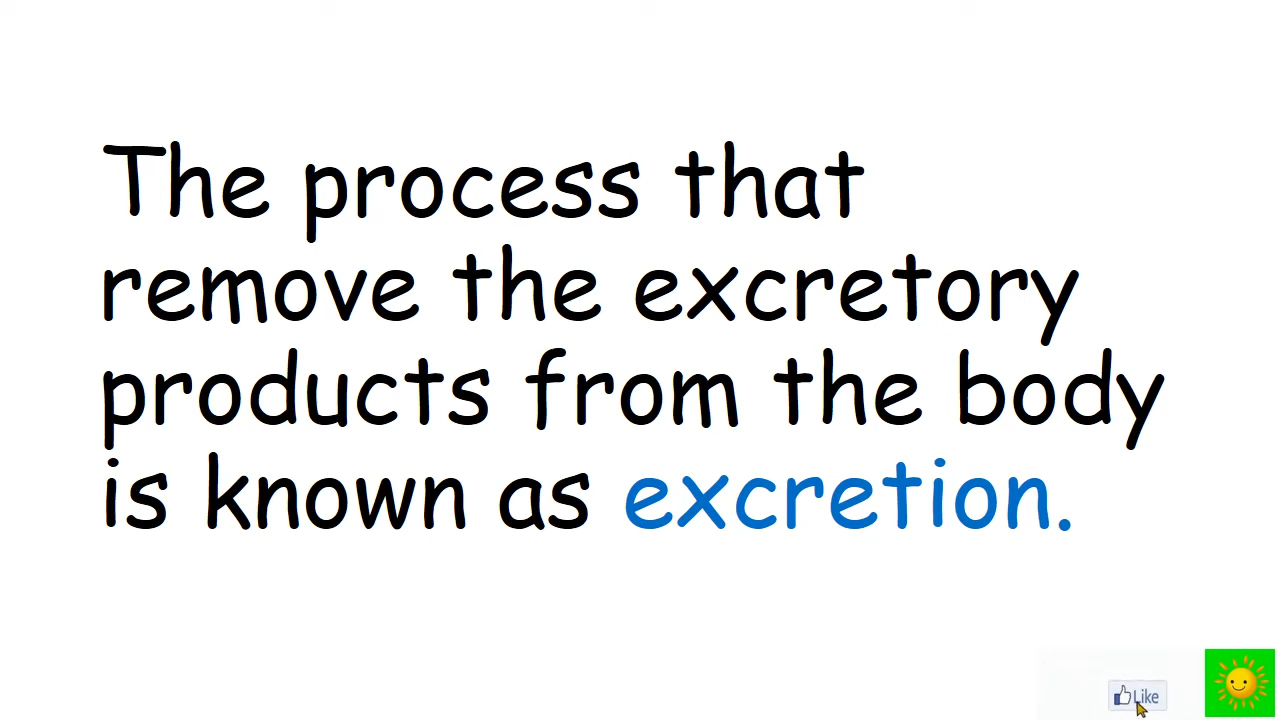 The process that
remove the excretory
products from the body
is known as excretion.
Like